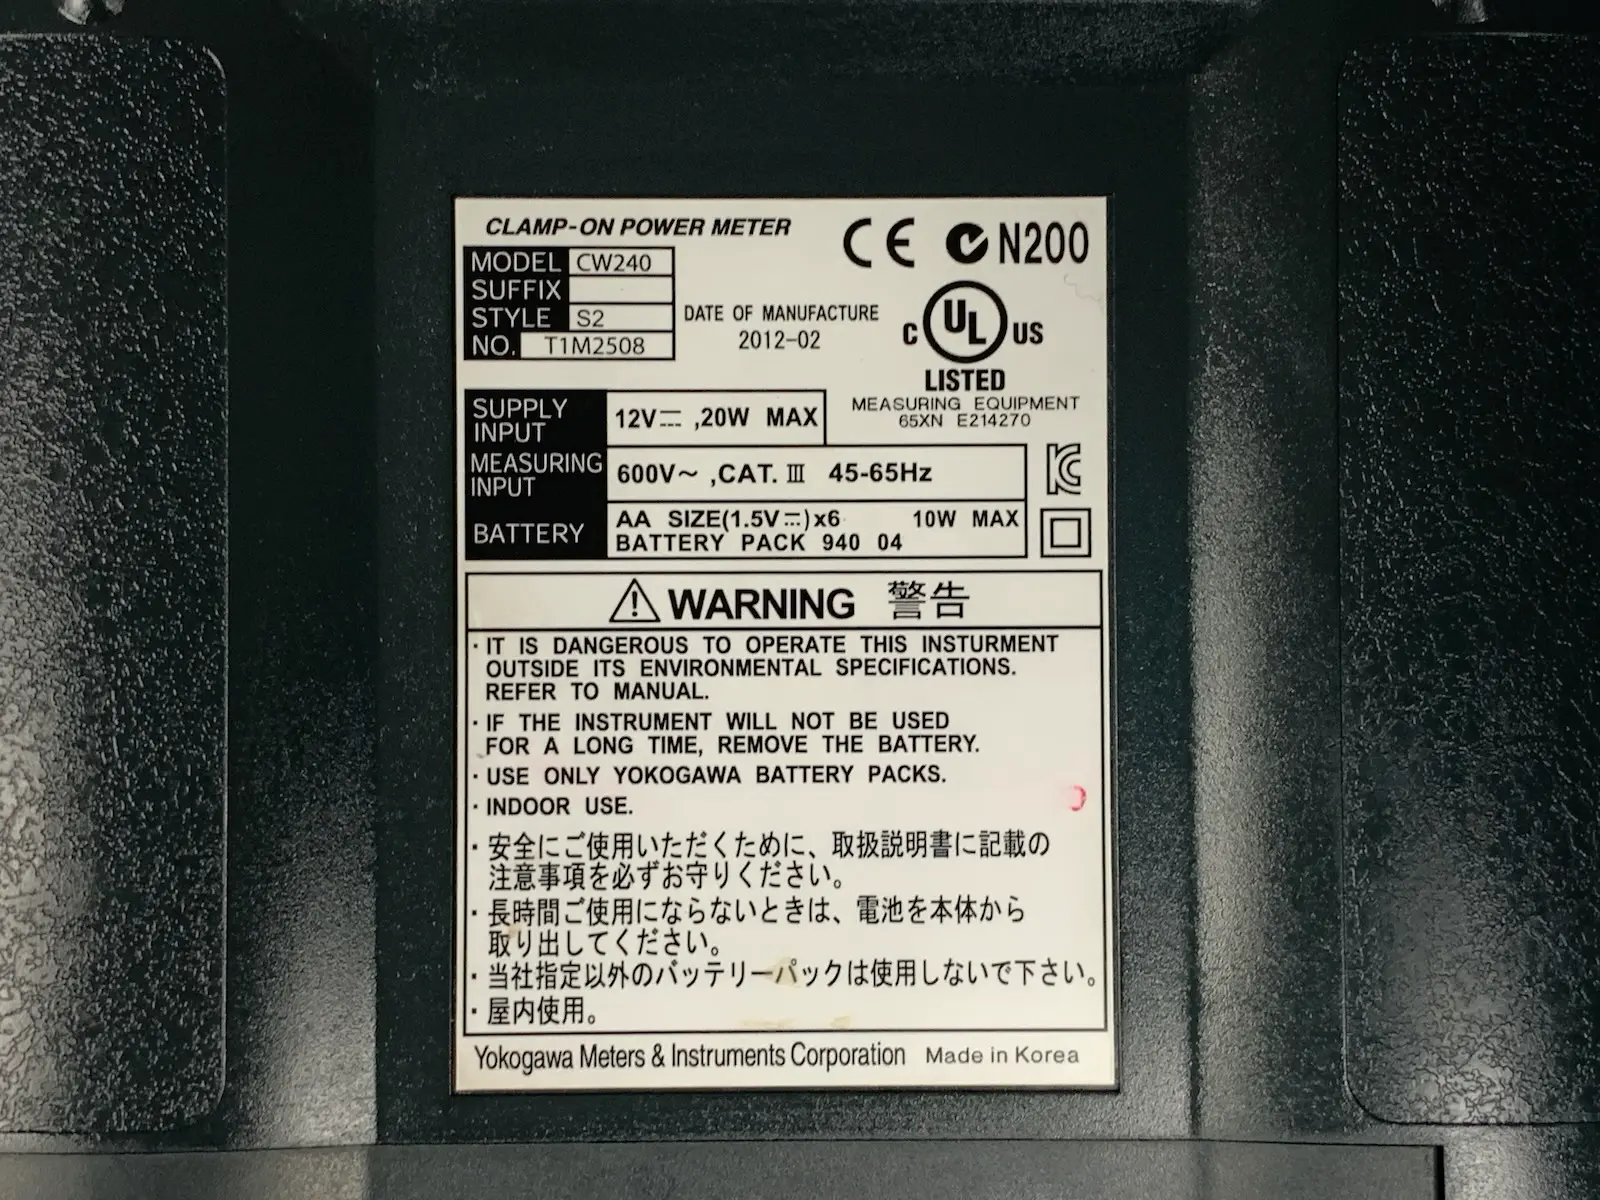 CLAMP-ON POWER METER
CE N200
MODEL CW240
SUFFIX
STYLE S2
NO. T1M2508
DATE OF MANUFACTURE
2012-02
C UL US
LISTED
MEASURING EQUIPMENT
65XN E214270
SUPPLY INPUT 12V⎓ ,20W MAX
MEASURING INPUT 600V~ ,CAT. Ⅲ 45-65Hz
BATTERY AA SIZE(1.5V⎓)x6 10W MAX
BATTERY PACK 940 04
⚠WARNING 警告
・IT IS DANGEROUS TO OPERATE THIS INSTURMENT
OUTSIDE ITS ENVIRONMENTAL SPECIFICATIONS.
REFER TO MANUAL.
・IF THE INSTRUMENT WILL NOT BE USED
FOR A LONG TIME, REMOVE THE BATTERY.
・USE ONLY YOKOGAWA BATTERY PACKS.
・INDOOR USE.
・安全にご使用いただくために、取扱説明書に記載の
注意事項を必ずお守りください。
・長時間ご使用にならないときは、電池を本体から
取り出してください。
・当社指定以外のバッテリーパックは使用しないで下さい。
・屋内使用。
Yokogawa Meters & Instruments Corporation Made in Korea